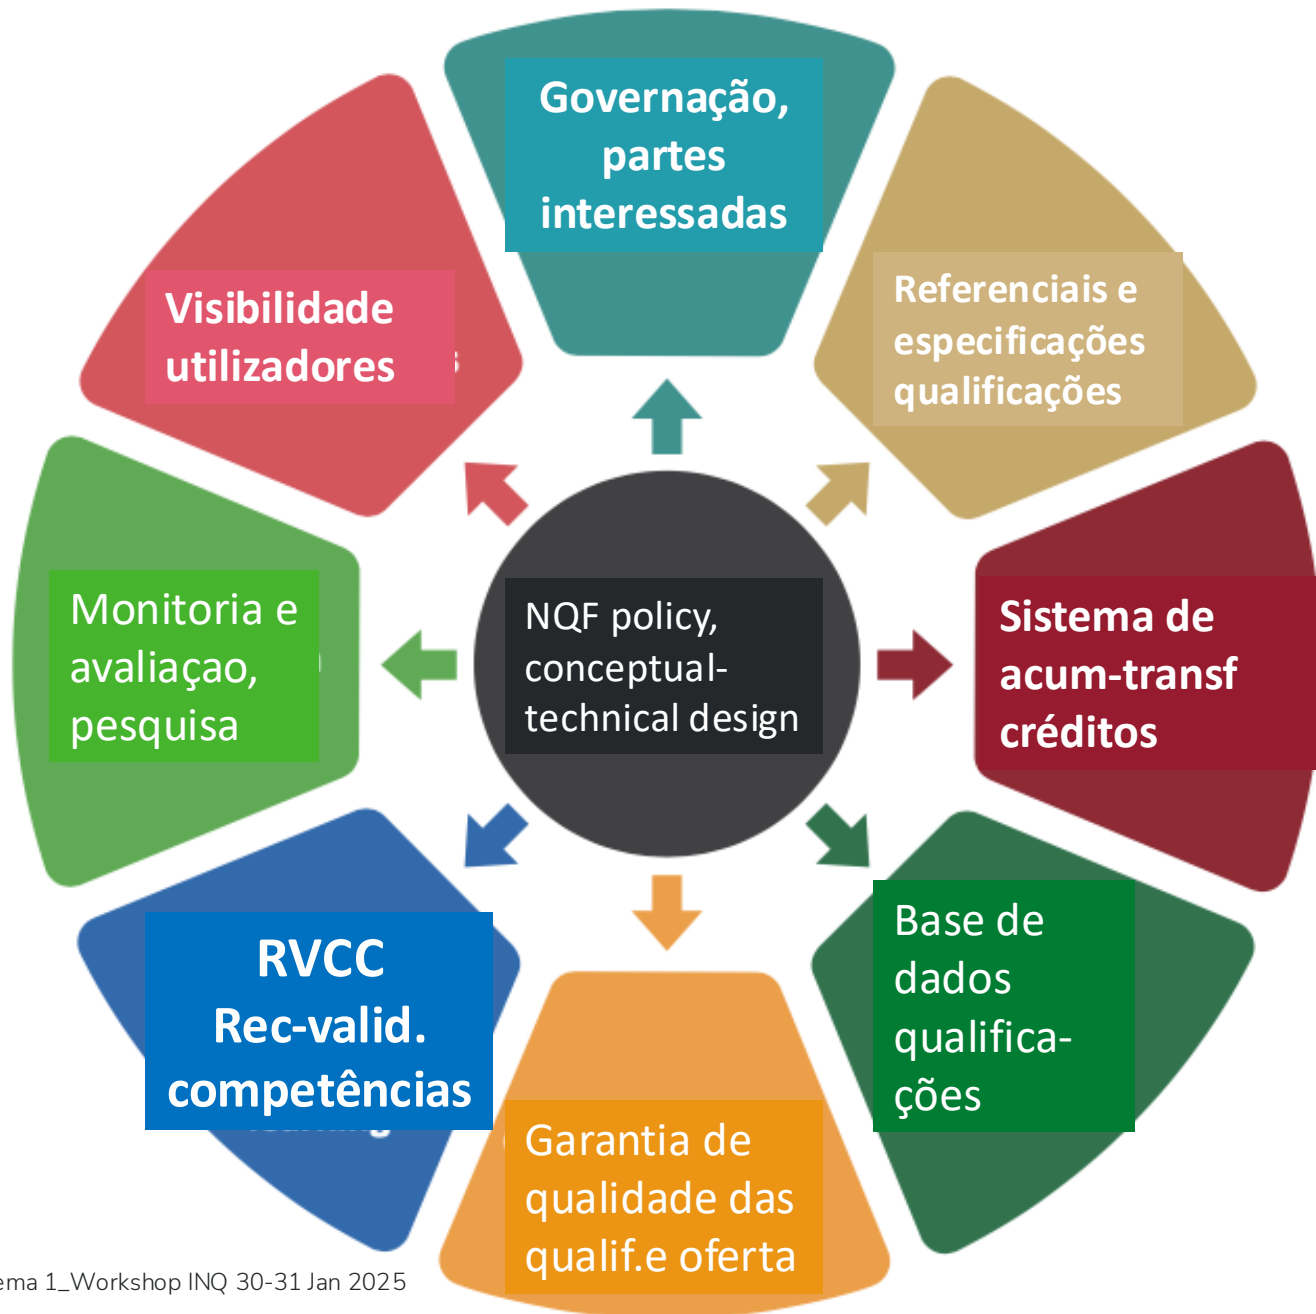 Governação,
partes
interessadas
Referenciais e
especificações
qualificações
Sistema de
acum-transf
créditos
Base de
dados
qualifica-
ções
Garantia de
qualidade das
qualif.e oferta
RVCC
Rec-valid.
competências
Monitoria e
avaliaçao,
pesquisa
Visibilidade
utilizadores
NQF policy,
conceptual-
technical design
ema 1_Workshop INQ 30-31 Jan 2025